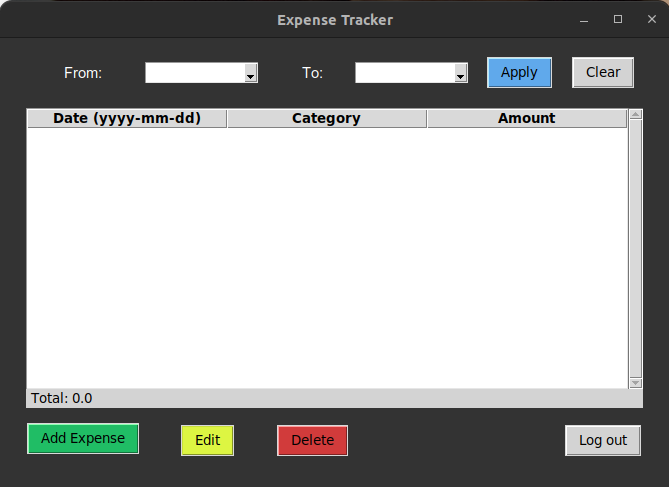 Expense Tracker
From: To: Apply Clear
Date (yyyy-mm-dd) Category Amount
Total: 0.0
Add Expense Edit Delete Log out